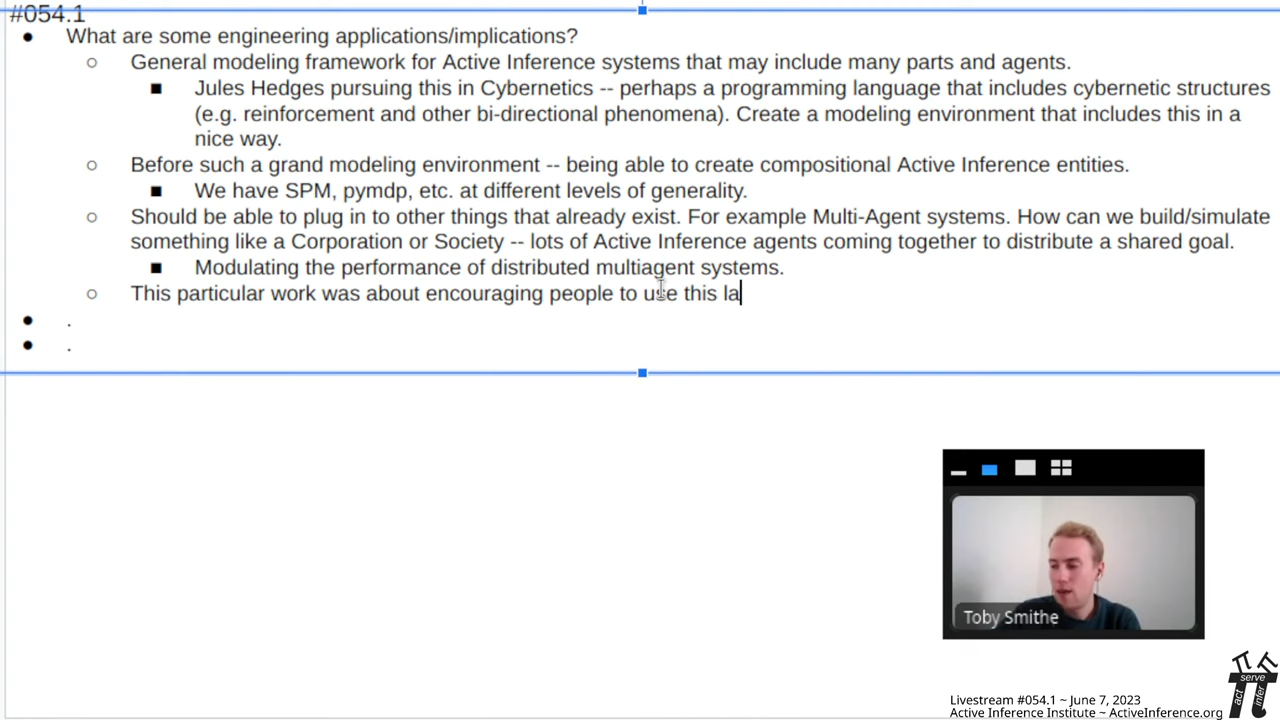 #054.1
● What are some engineering applications/implications?
○ General modeling framework for Active Inference systems that may include many parts and agents.
■ Jules Hedges pursuing this in Cybernetics -- perhaps a programming language that includes cybernetic structures
(e.g. reinforcement and other bi-directional phenomena). Create a modeling environment that includes this in a
nice way.
○ Before such a grand modeling environment -- being able to create compositional Active Inference entities.
■ We have SPM, pymdp, etc. at different levels of generality.
○ Should be able to plug in to other things that already exist. For example Multi-Agent systems. How can we build/simulate
something like a Corporation or Society -- lots of Active Inference agents coming together to distribute a shared goal.
■ Modulating the performance of distributed multiagent systems.
○ This particular work was about encouraging people to use this la
● .
● .
Toby Smithe
act serve infer
Livestream #054.1 ~ June 7, 2023
Active Inference Institute ~ ActiveInference.org